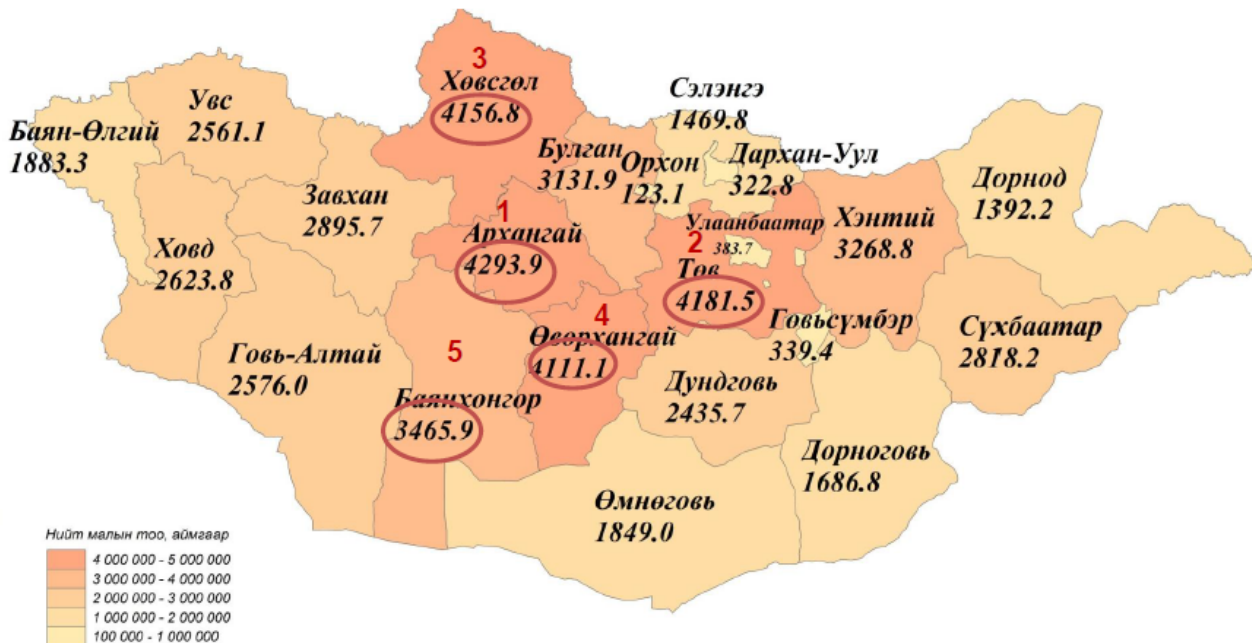 3
Хөвсгөл
4156.8
Сэлэнгэ
1469.8
Увс
2561.1
Баян-Өлгий
1883.3
Булган
3131.9
Орхон
123.1
Дархан-Уул
322.8
Дорнод
1392.2
Завхан
2895.7
1
Архангай
4293.9
Улаанбаатар
383.7
2
Төв
4181.5
Хэнтий
3268.8
Ховд
2623.8
4
Өворхангай
4111.1
Говьсүмбэр
339.4
Сүхбаатар
2818.2
Говь-Алтай
2576.0
5
Баянхонгор
3465.9
Дундговь
2435.7
Дорноговь
1686.8
Өмнөговь
1849.0
Нийт малын тоо, аймгаар
4 000 000 - 5 000 000
3 000 000 - 4 000 000
2 000 000 - 3 000 000
1 000 000 - 2 000 000
100 000 - 1 000 000